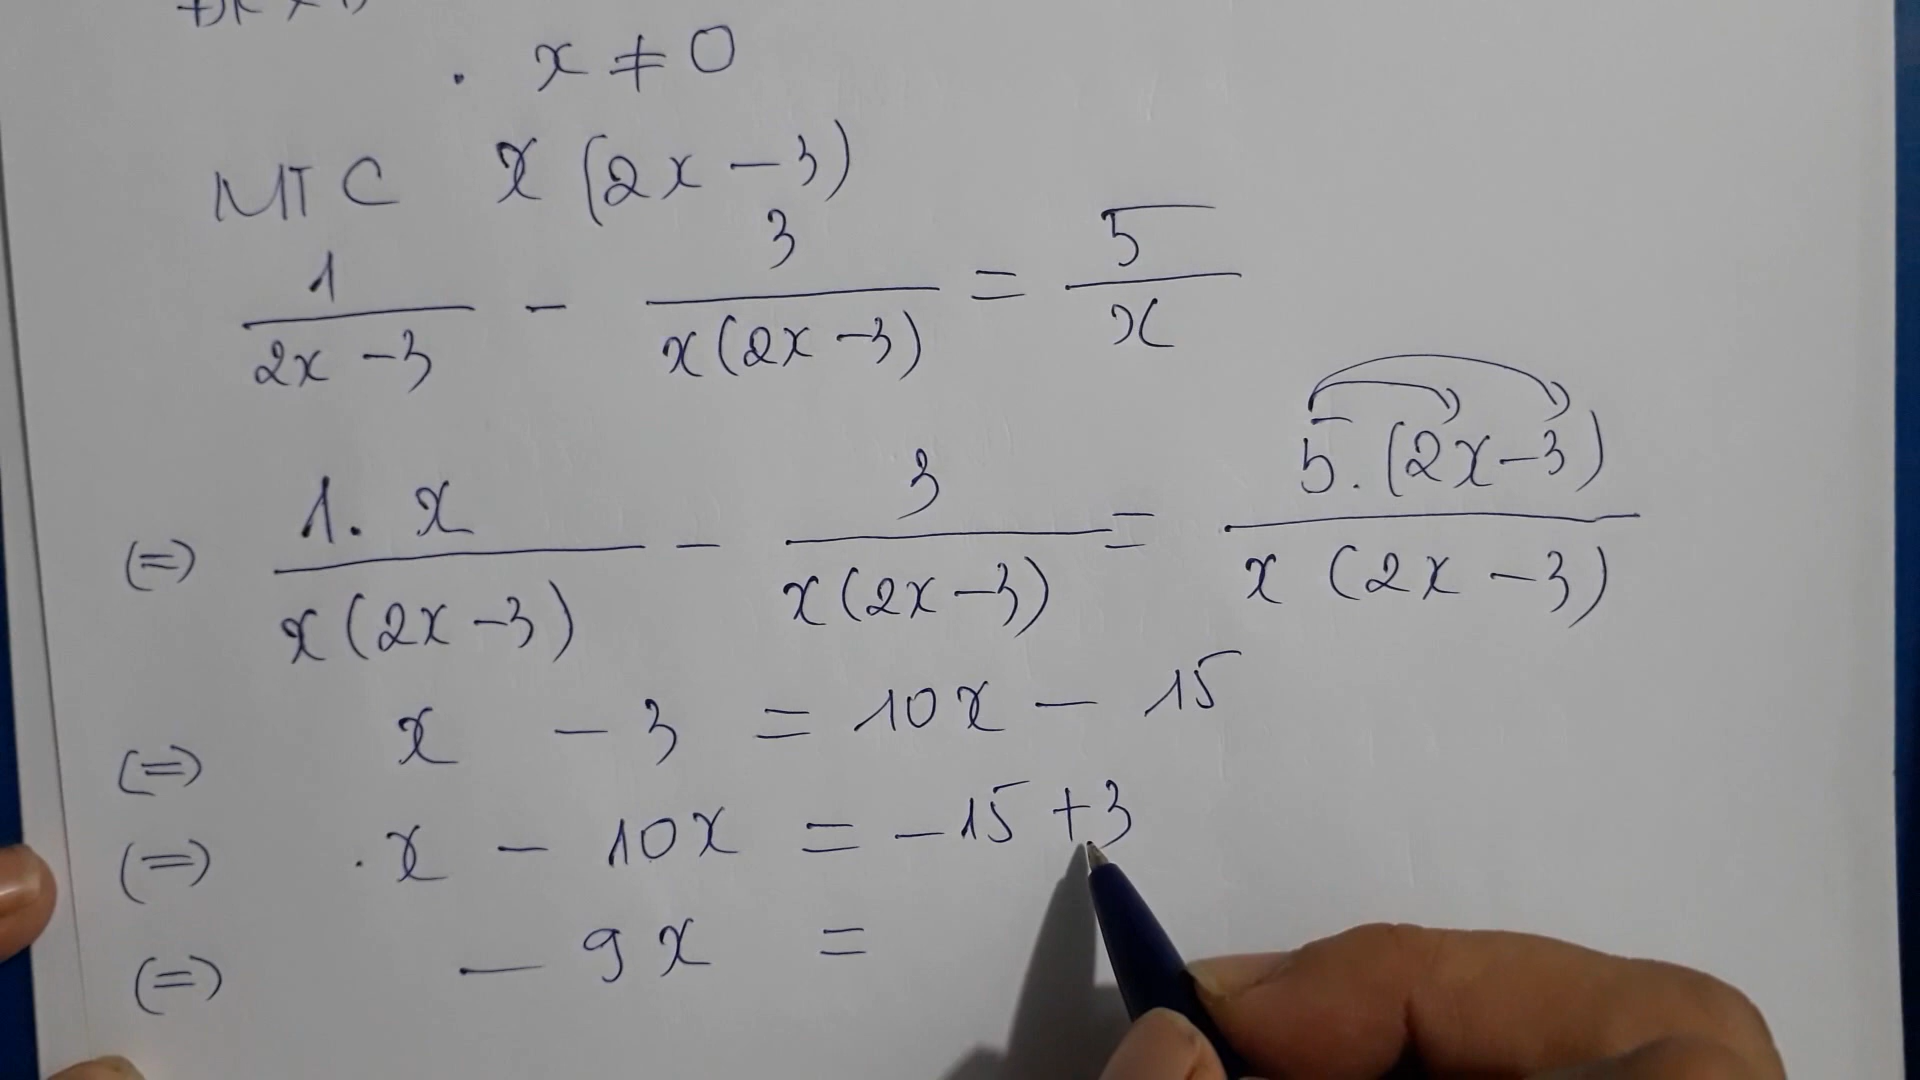 . x ≠ 0
MTC x (2x - 3)
1/(2x - 3) - 3/(x(2x - 3)) = 5/x
(=) (1. x)/(x(2x - 3)) - 3/(x(2x - 3)) = (5. (2x - 3))/(x (2x - 3))
(=) x - 3 = 10x - 15
(=) . x - 10x = - 15 + 3
(=) - 9x =